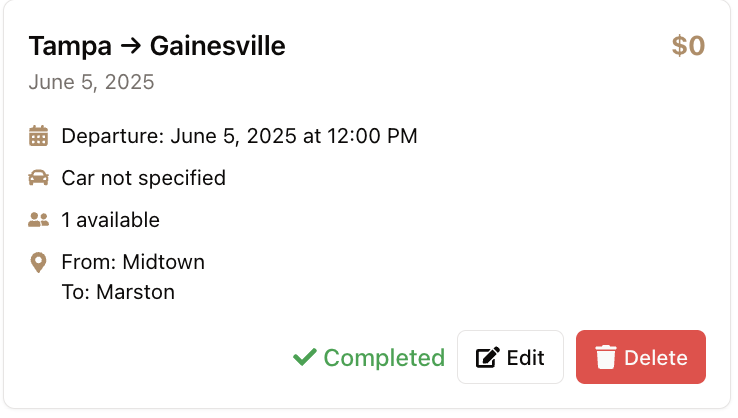 Tampa → Gainesville
$0
June 5, 2025
Departure: June 5, 2025 at 12:00 PM
Car not specified
1 available
From: Midtown
To: Marston
Completed
Edit
Delete